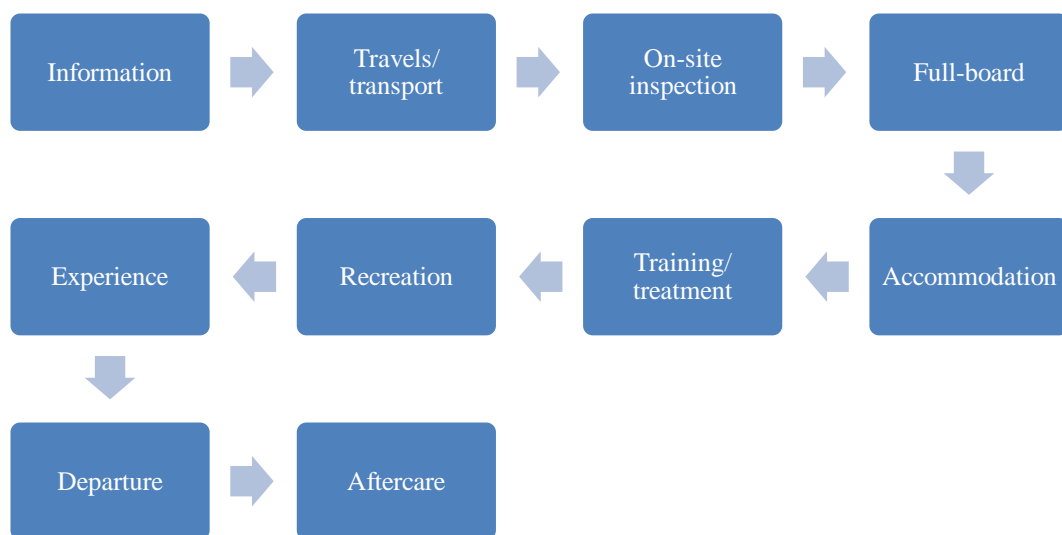 Information
Travels/
transport
On-site
inspection
Full-board
Accommodation
Training/
treatment
Recreation
Experience
Departure
Aftercare